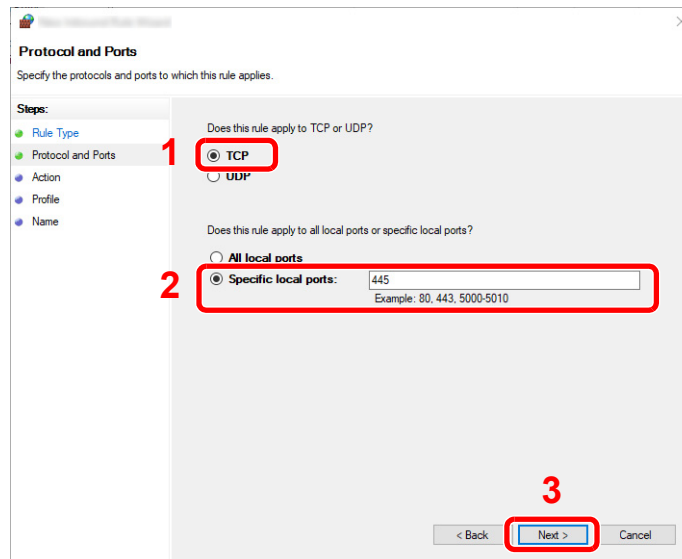 Protocol and Ports
Specify the protocols and ports to which this rule applies.
Steps:
Rule Type
Protocol and Ports
Action
Profile
Name
Does this rule apply to TCP or UDP?
1
TCP
UDP
Does this rule apply to all local ports or specific local ports?
All local ports
2
Specific local ports:
445
Example: 80, 443, 5000-5010
3
< Back
Next >
Cancel